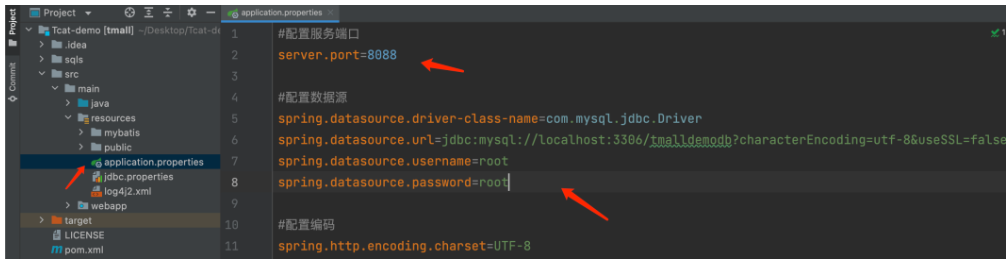 Project
application.properties
Project
Commit
Tcat-demo [tmall] ~/Desktop/Tcat-de
.idea
sqls
src
main
java
resources
mybatis
public
application.properties
jdbc.properties
log4j2.xml
webapp
target
LICENSE
pom.xml
1 #配置服务端口
2 server.port=8088
3
4 #配置数据源
5 spring.datasource.driver-class-name=com.mysql.jdbc.Driver
6 spring.datasource.url=jdbc:mysql://localhost:3306/tmalldemodb?characterEncoding=utf-8&useSSL=false
7 spring.datasource.username=root
8 spring.datasource.password=root
9
10 #配置编码
11 spring.http.encoding.charset=UTF-8
1